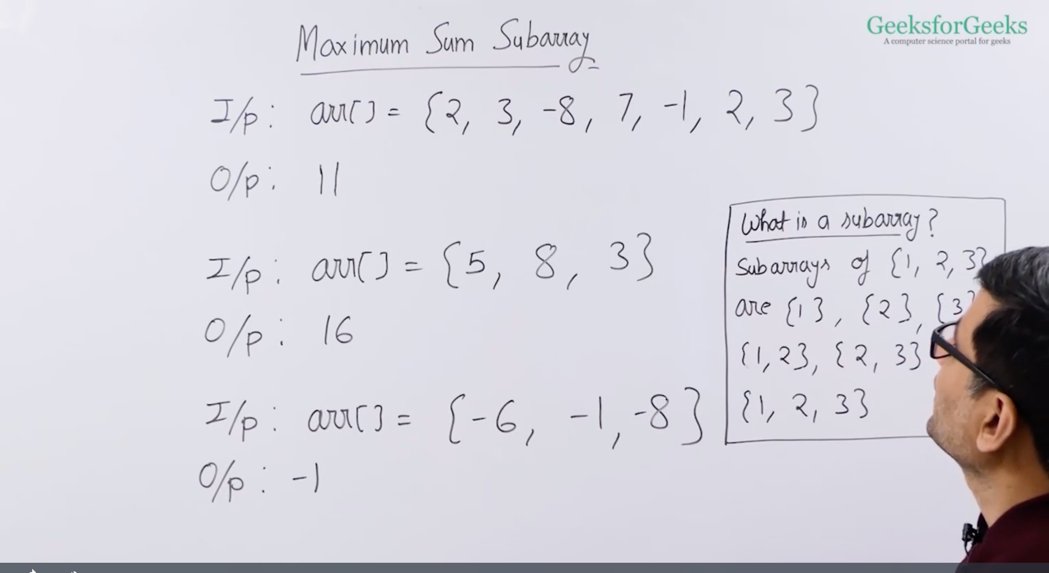 GeeksforGeeks
A computer science portal for geeks
Maximum Sum Subarray
I/p: arr[] = {2, 3, -8, 7, -1, 2, 3}
O/p: 11
I/p: arr[] = {5, 8, 3}
O/p: 16
I/p: arr[] = {-6, -1, -8}
O/p: -1
What is a subarray?
Subarrays of {1, 2, 3}
are {1}, {2}, {3}
{1,2}, {2, 3}
{1, 2, 3}